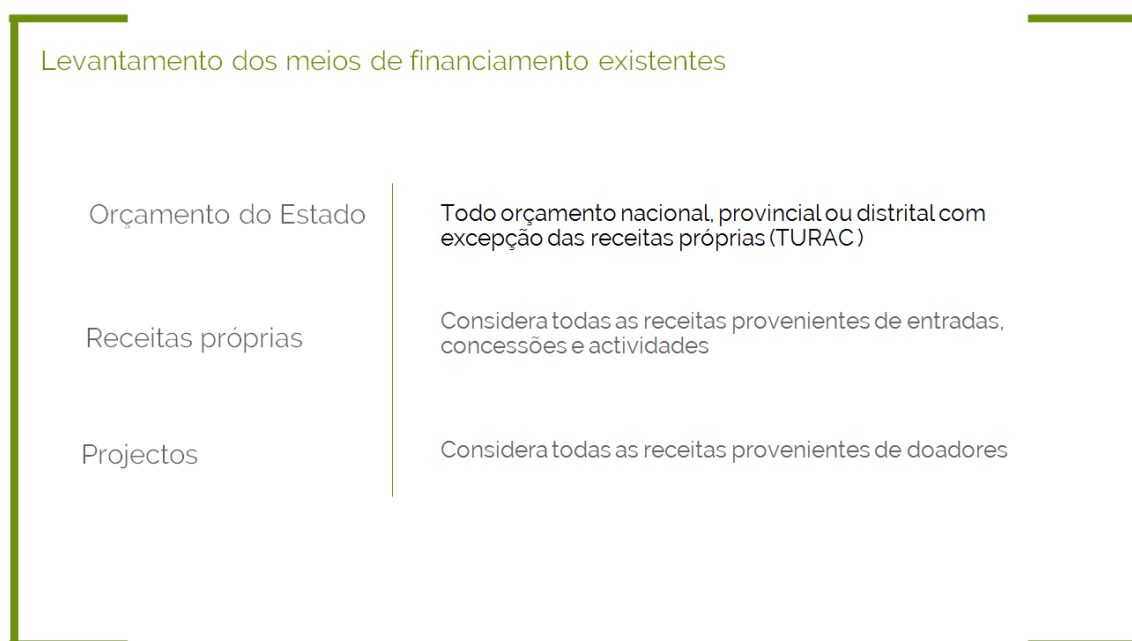 Levantamento dos meios de financiamento existentes
Orçamento do Estado
Todo orçamento nacional, provincial ou distrital com
excepção das receitas próprias (TURAC)
Receitas próprias
Considera todas as receitas provenientes de entradas,
concessões e actividades
Projectos
Considera todas as receitas provenientes de doadores